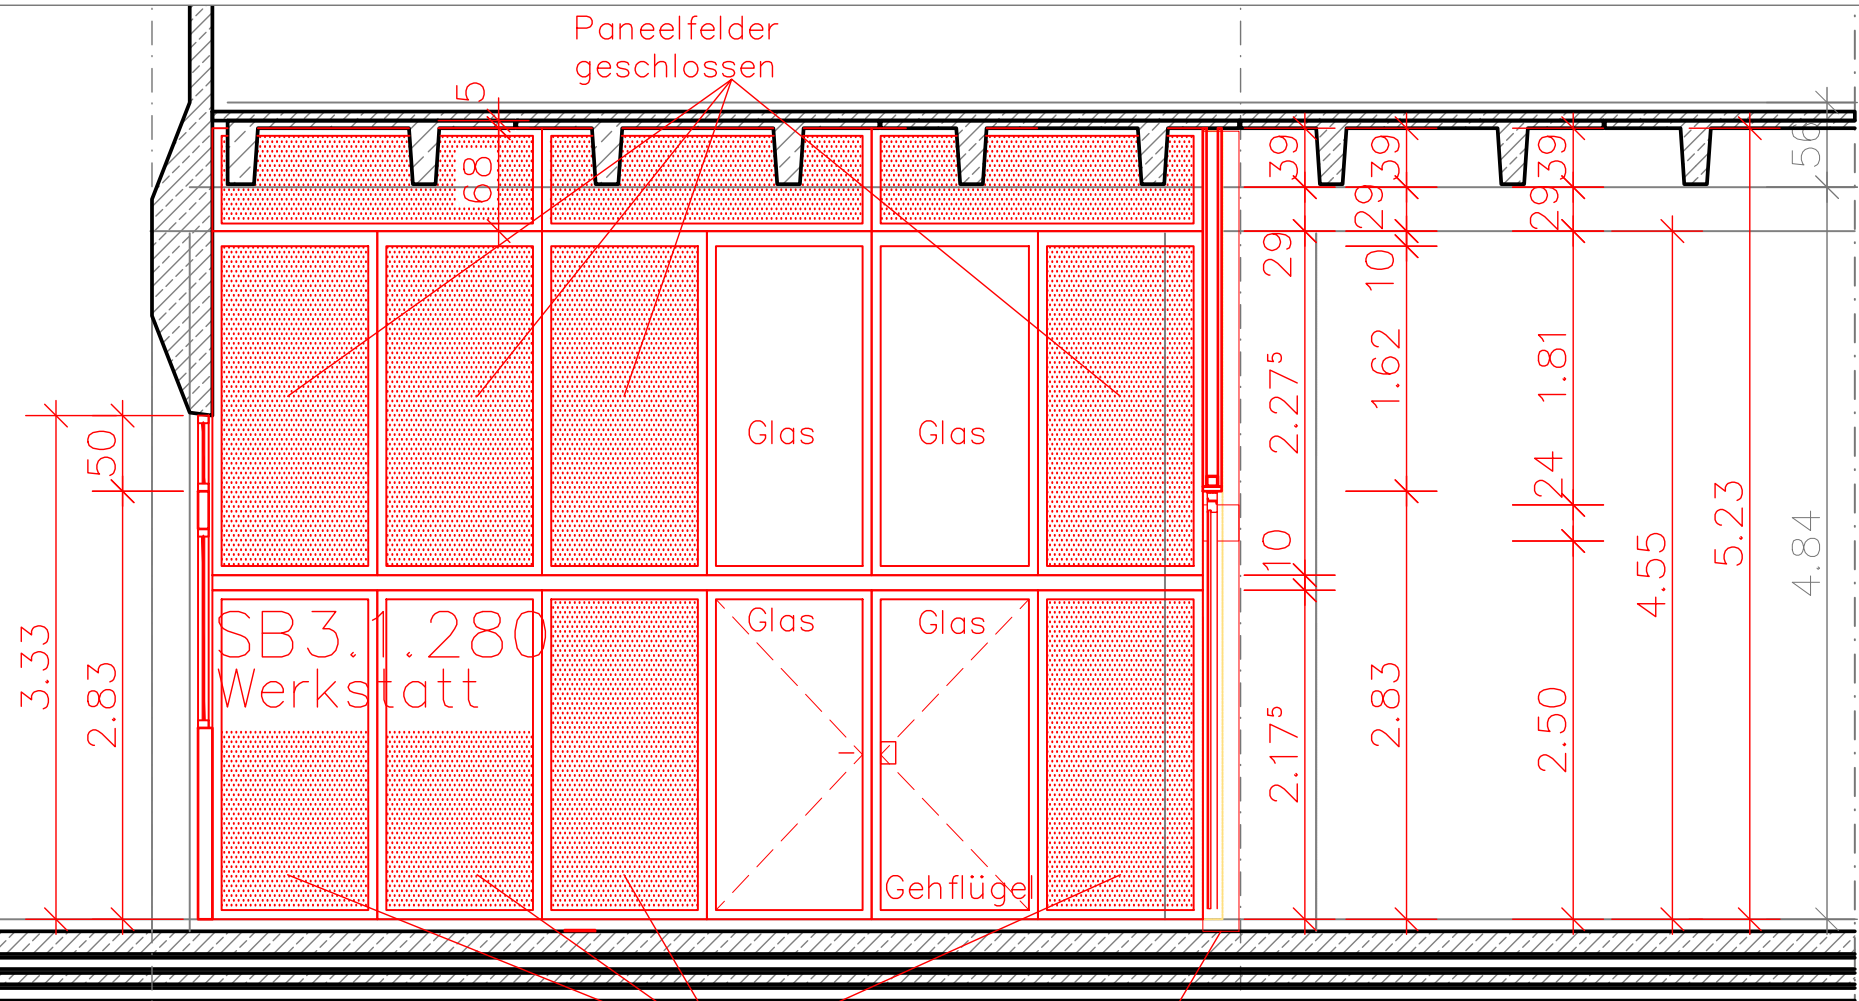 Paneelfelder
geschlossen
5
68
39
39
39
56
29
29
29
10
2.27⁵
1.62
1.81
Glas
Glas
50
24
10
4.55
5.23
4.84
SB3.1.280
Werkstatt
Glas
Glas
3.33
2.83
2.17⁵
2.83
2.50
Gehflügel